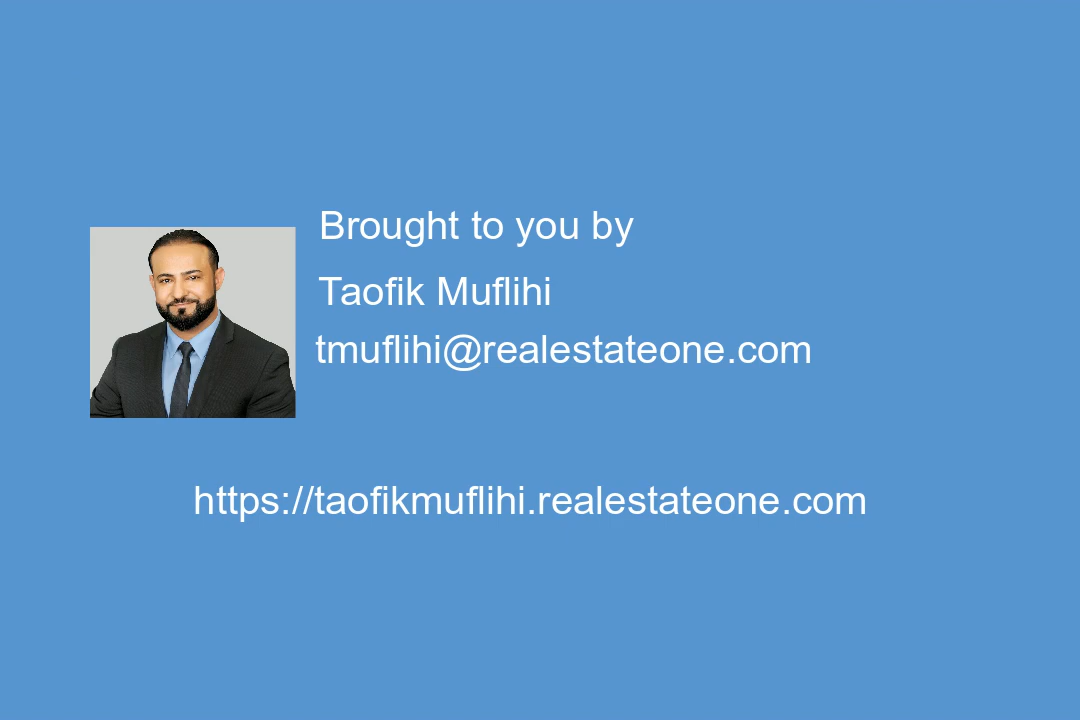 Brought to you by
Taofik Muflihi
tmuflihi@realestateone.com
https://taofikmuflihi.realestateone.com